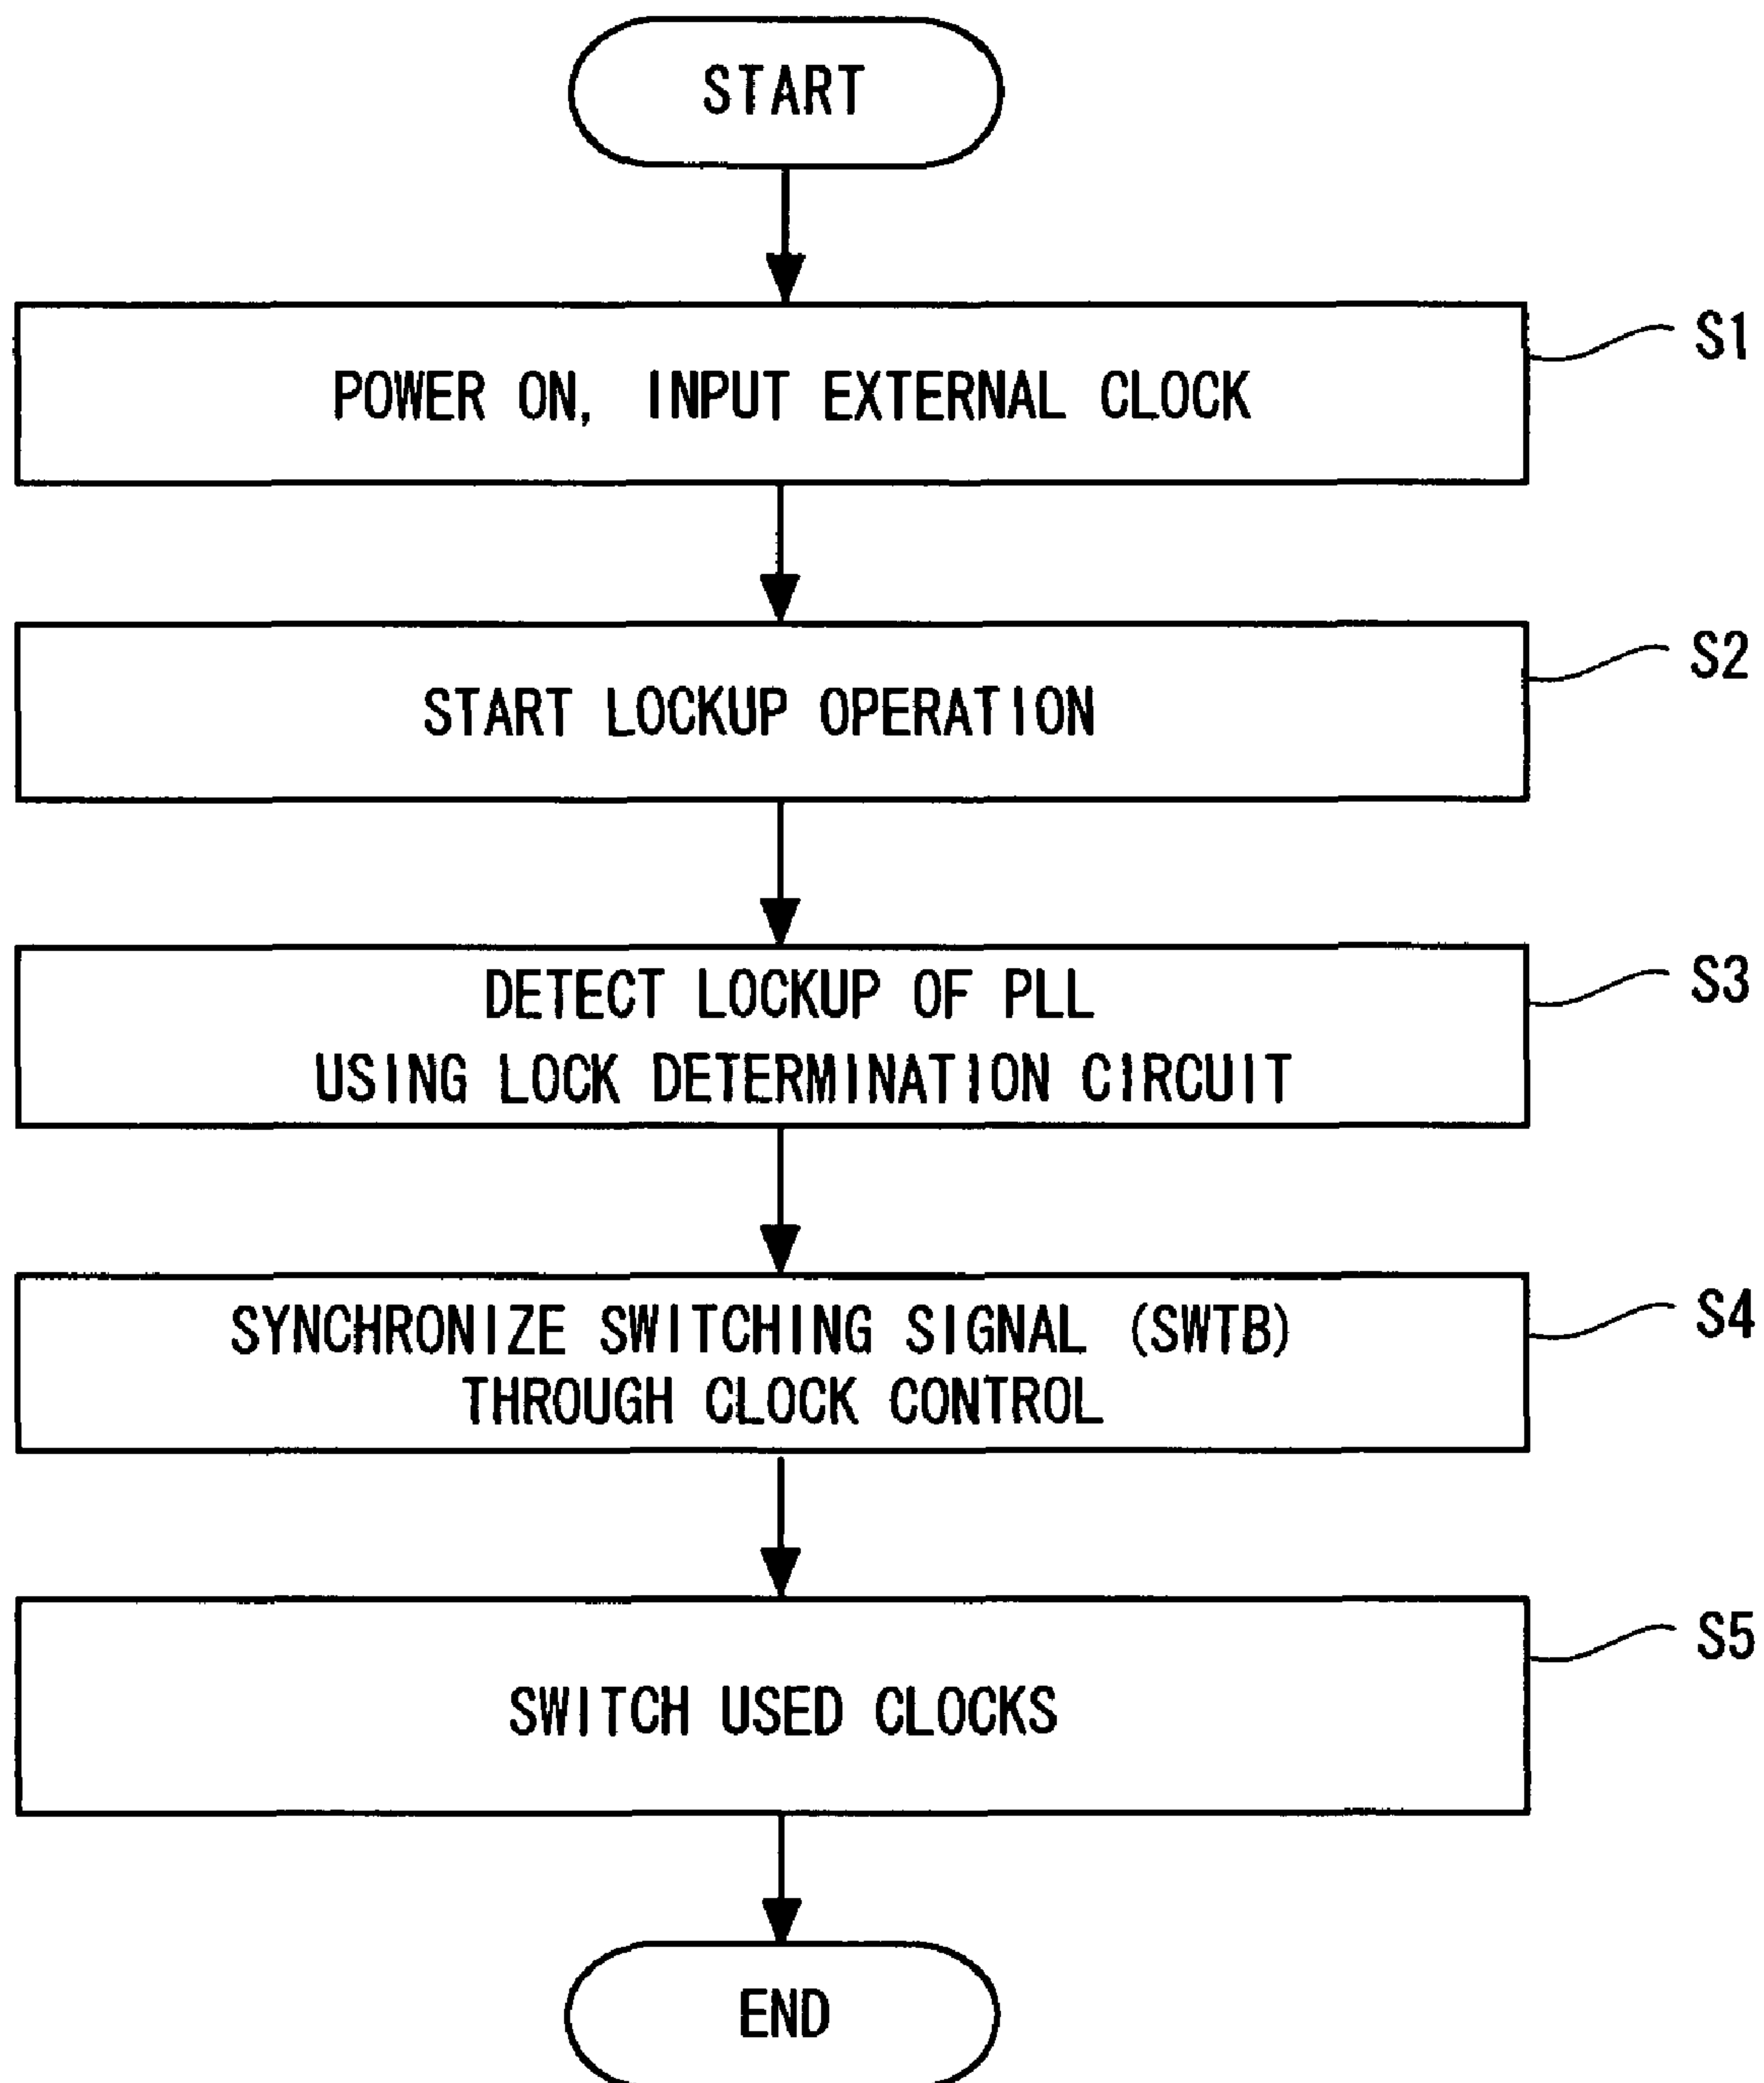 START
POWER ON, INPUT EXTERNAL CLOCK
S1
START LOCKUP OPERATION
S2
DETECT LOCKUP OF PLL
USING LOCK DETERMINATION CIRCUIT
S3
SYNCHRONIZE SWITCHING SIGNAL (SWTB)
THROUGH CLOCK CONTROL
S4
SWITCH USED CLOCKS
S5
END